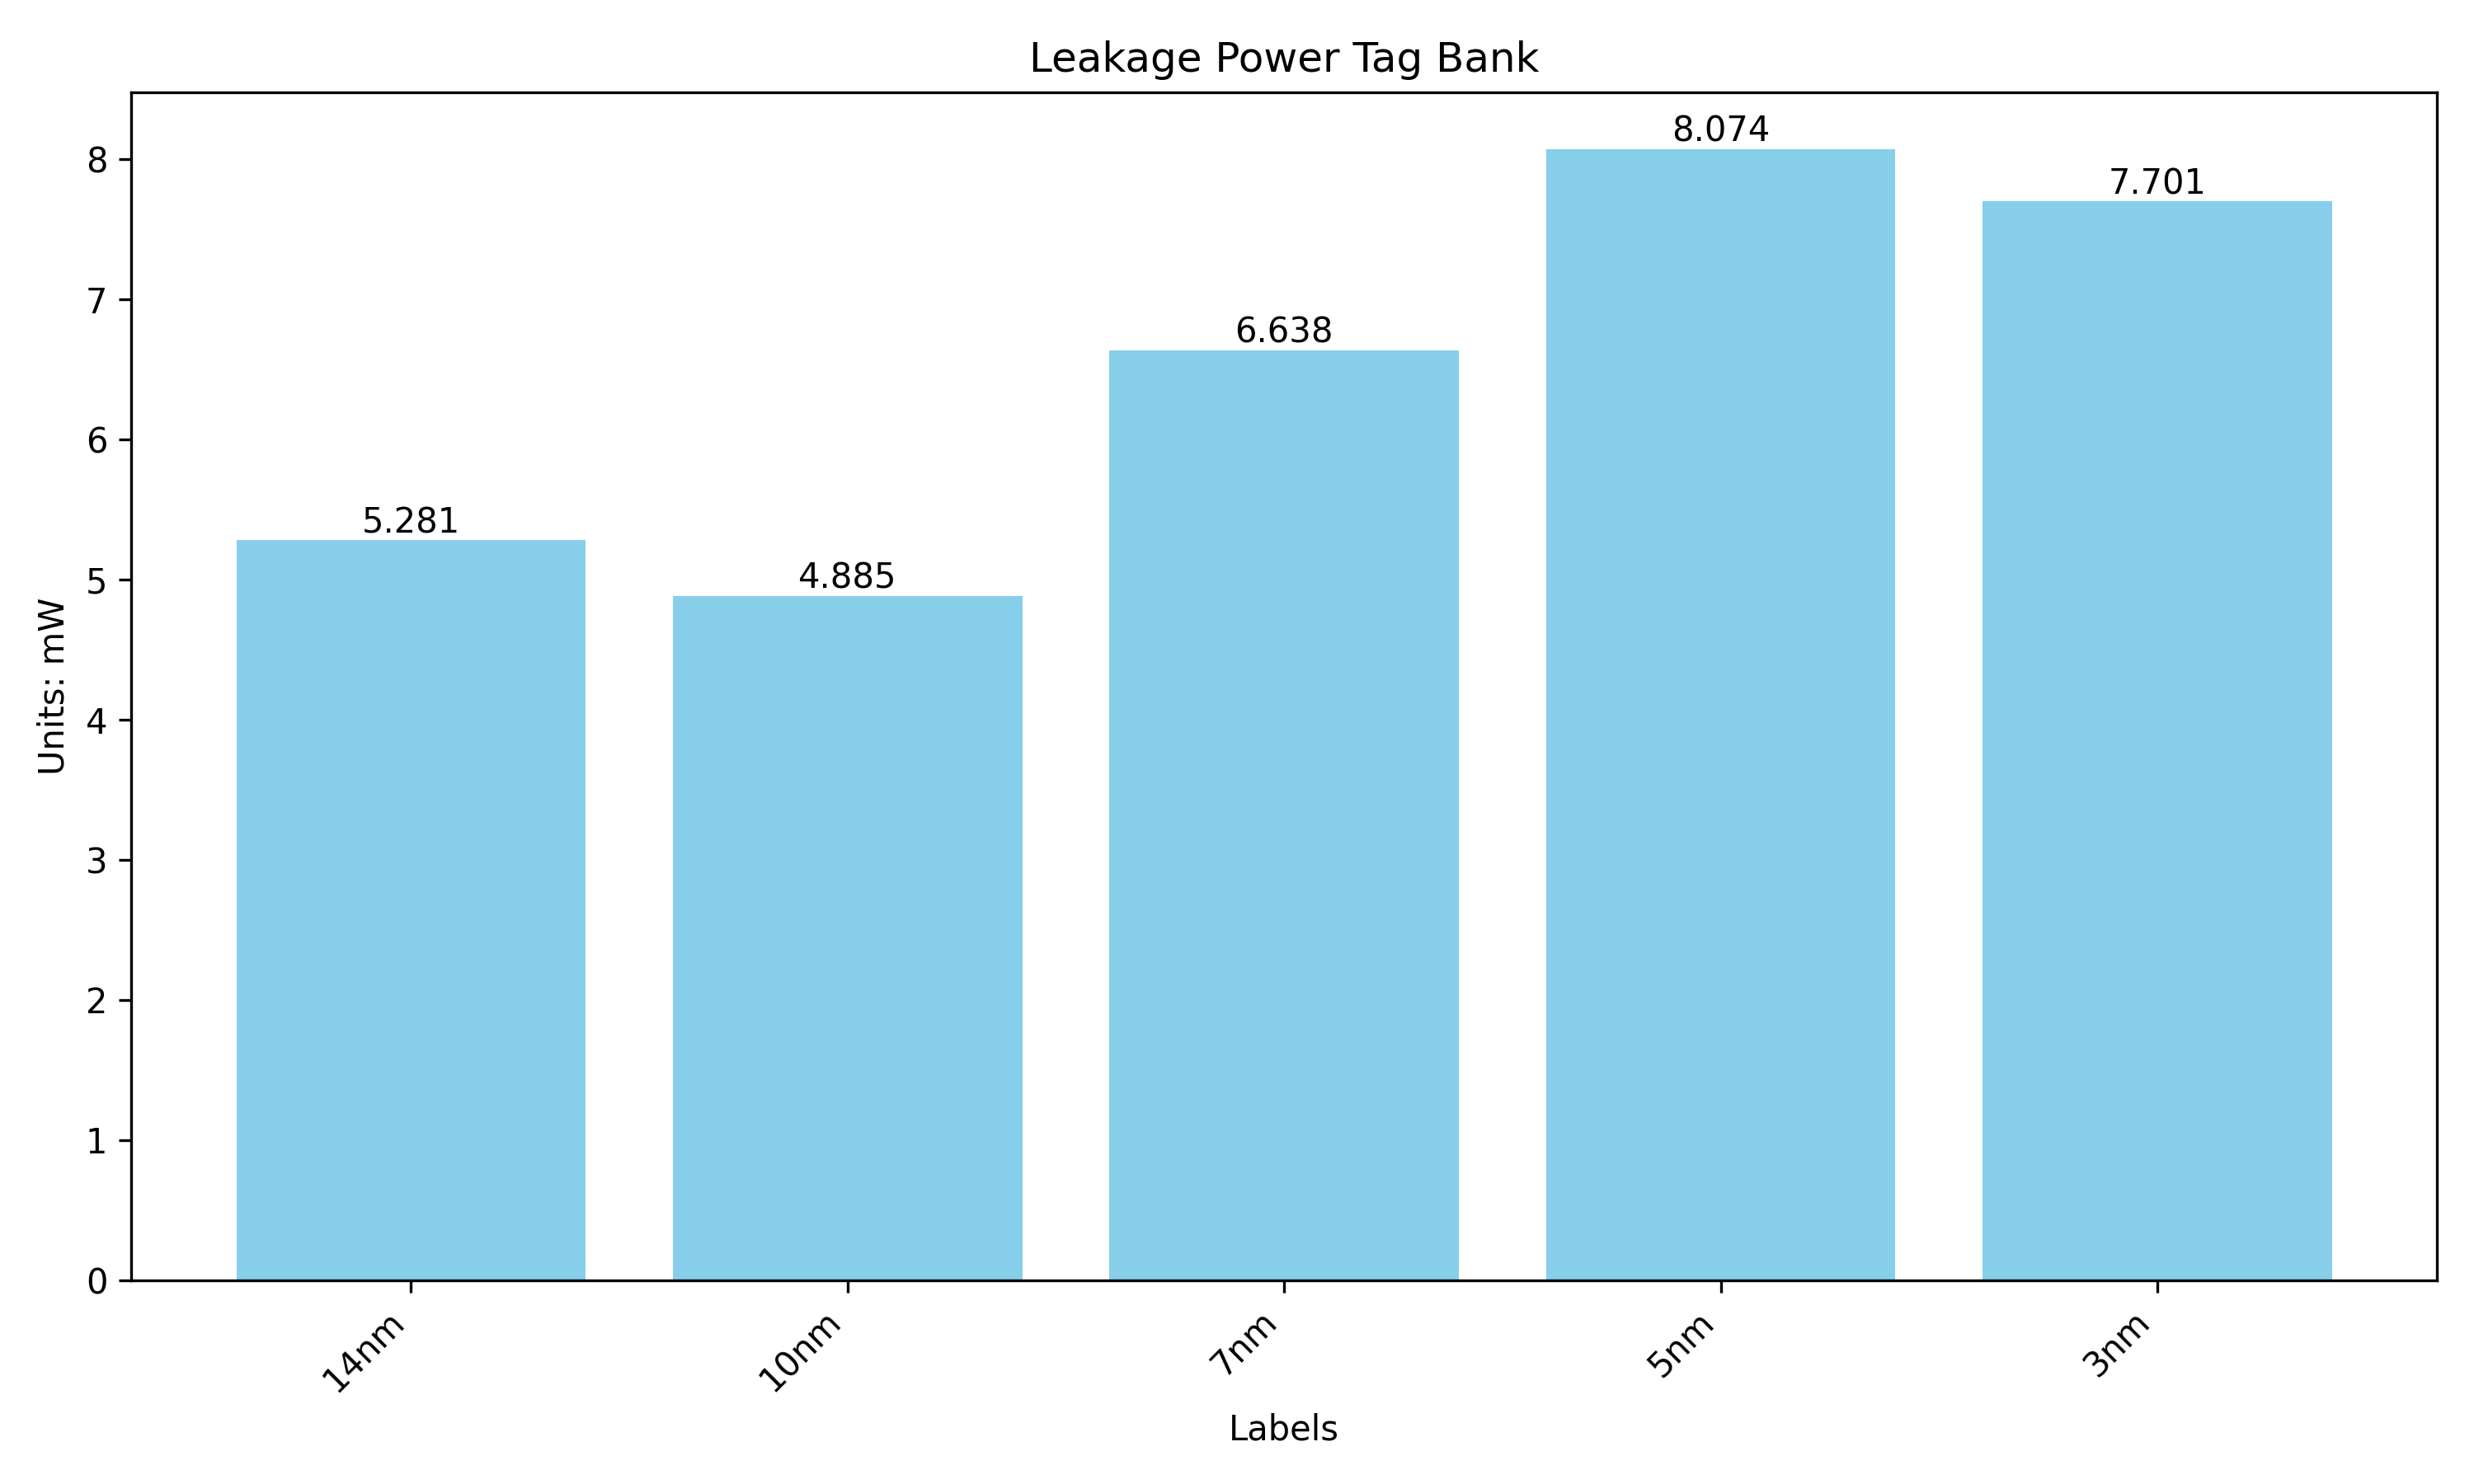 Leakage Power Tag Bank
Units: mW
8
7
6
5
4
3
2
1
0
5.281
4.885
6.638
8.074
7.701
14nm
10nm
7nm
5nm
3nm
Labels